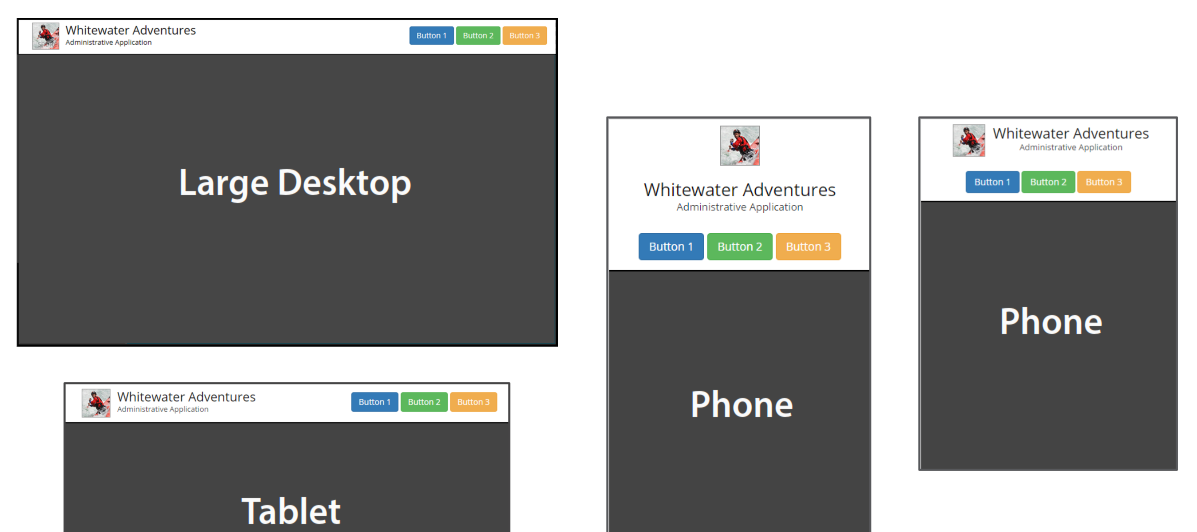 Whitewater Adventures
Administrative Application
Button 1 Button 2 Button 3
Large Desktop
Whitewater Adventures
Administrative Application
Button 1 Button 2 Button 3
Tablet
Whitewater Adventures
Administrative Application
Button 1 Button 2 Button 3
Phone
Whitewater Adventures
Administrative Application
Button 1 Button 2 Button 3
Phone